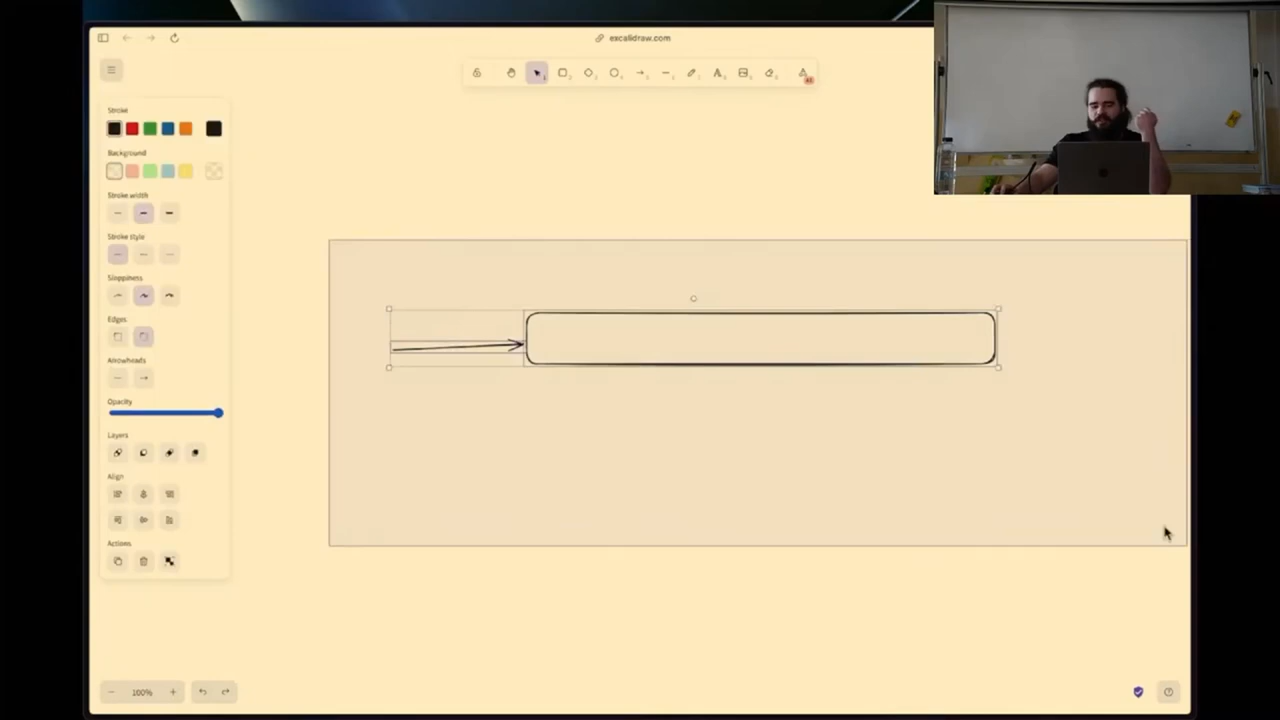 excalidraw.com
Stroke
Background
Stroke width
Stroke style
Sloppiness
Edges
Arrowheads
Opacity
Layers
Align
Actions
100%